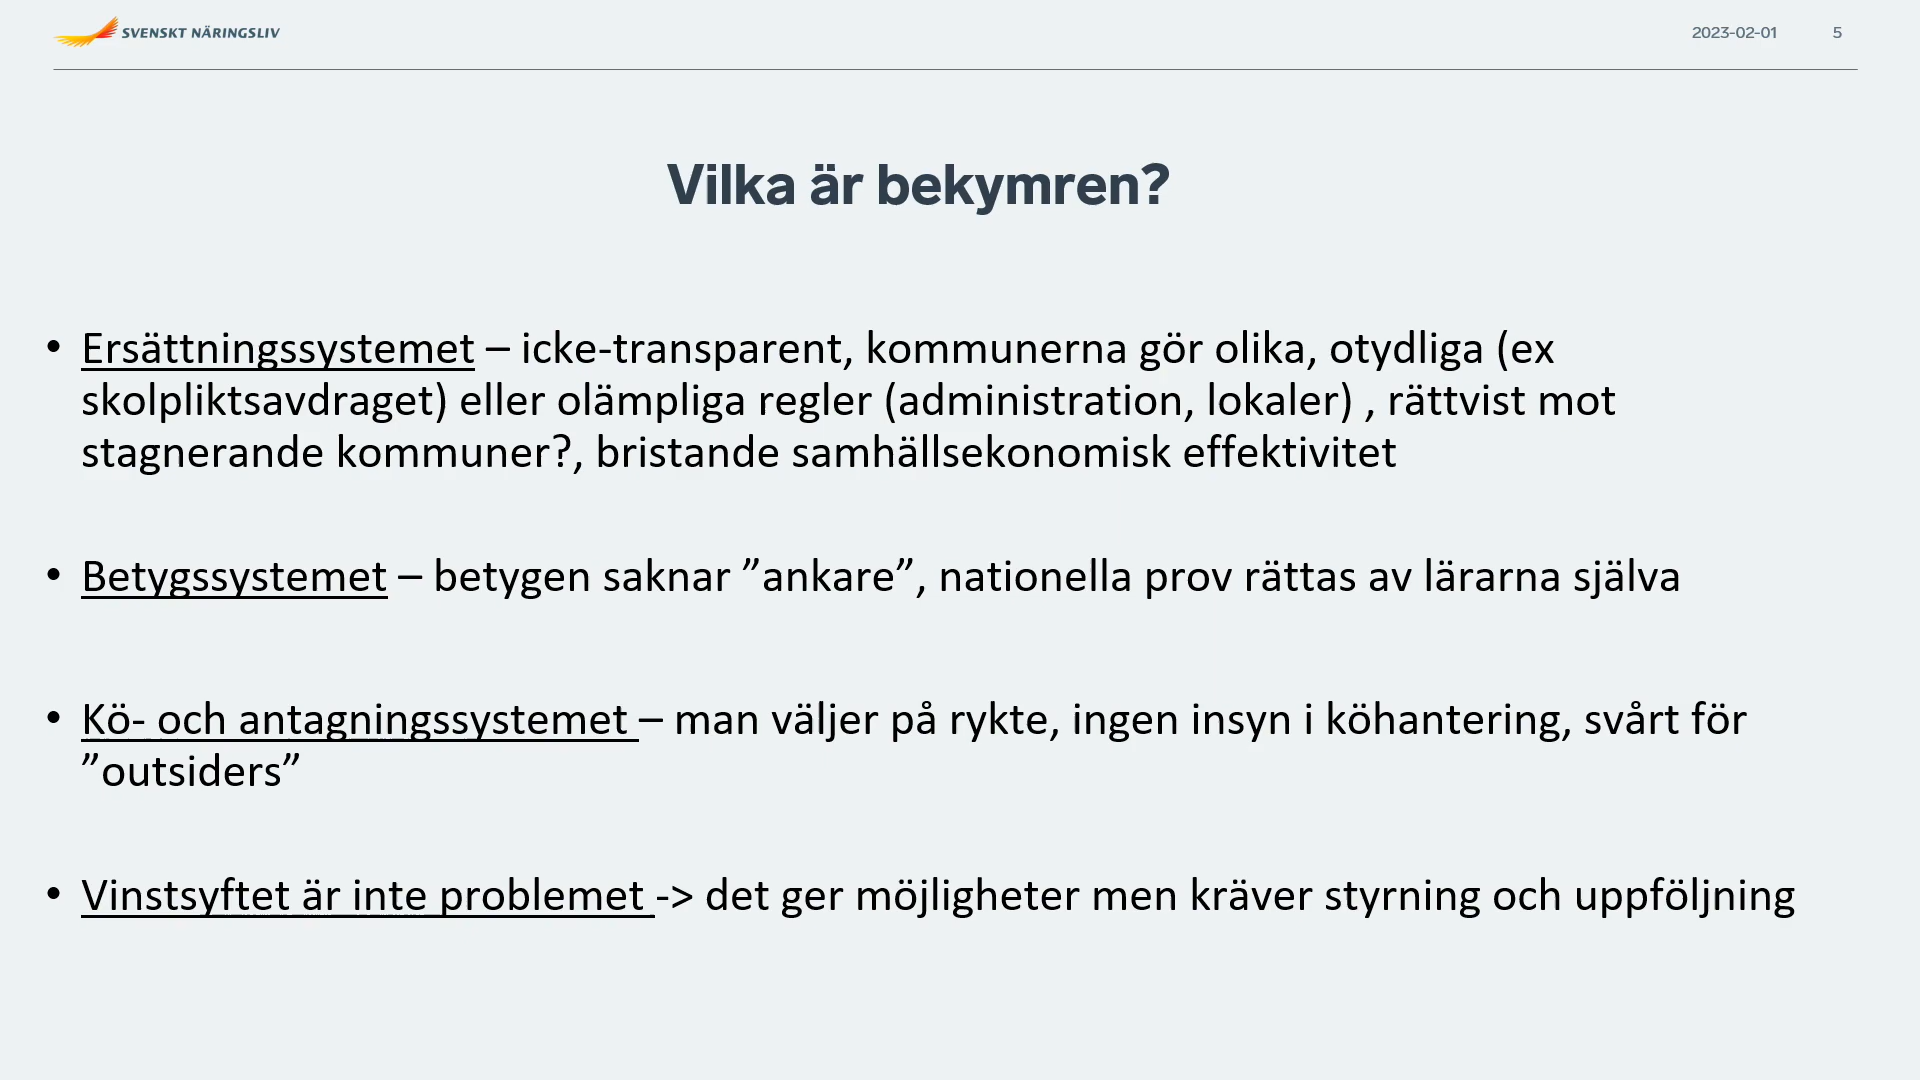 SVENSKT NÄRINGSLIV
2023-02-01
5
Vilka är bekymren?
• Ersättningssystemet – icke-transparent, kommunerna gör olika, otydliga (ex
skolpliktsavdraget) eller olämpliga regler (administration, lokaler) , rättvist mot
stagnerande kommuner?, bristande samhällsekonomisk effektivitet
• Betygssystemet – betygen saknar ”ankare”, nationella prov rättas av lärarna själva
• Kö- och antagningssystemet – man väljer på rykte, ingen insyn i köhantering, svårt för
”outsiders”
• Vinstsyftet är inte problemet -> det ger möjligheter men kräver styrning och uppföljning